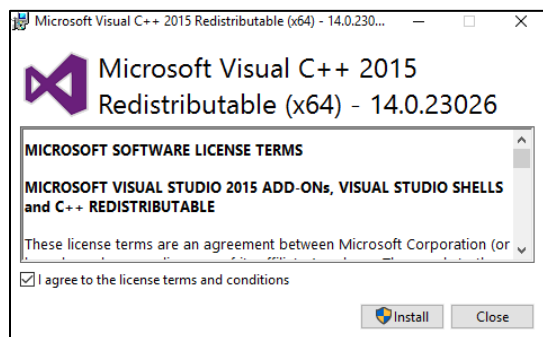 Microsoft Visual C++ 2015 Redistributable (x64) - 14.0.230...
Microsoft Visual C++ 2015
Redistributable (x64) - 14.0.23026
MICROSOFT SOFTWARE LICENSE TERMS
MICROSOFT VISUAL STUDIO 2015 ADD-ONs, VISUAL STUDIO SHELLS
and C++ REDISTRIBUTABLE
These license terms are an agreement between Microsoft Corporation (or
I agree to the license terms and conditions
Install
Close